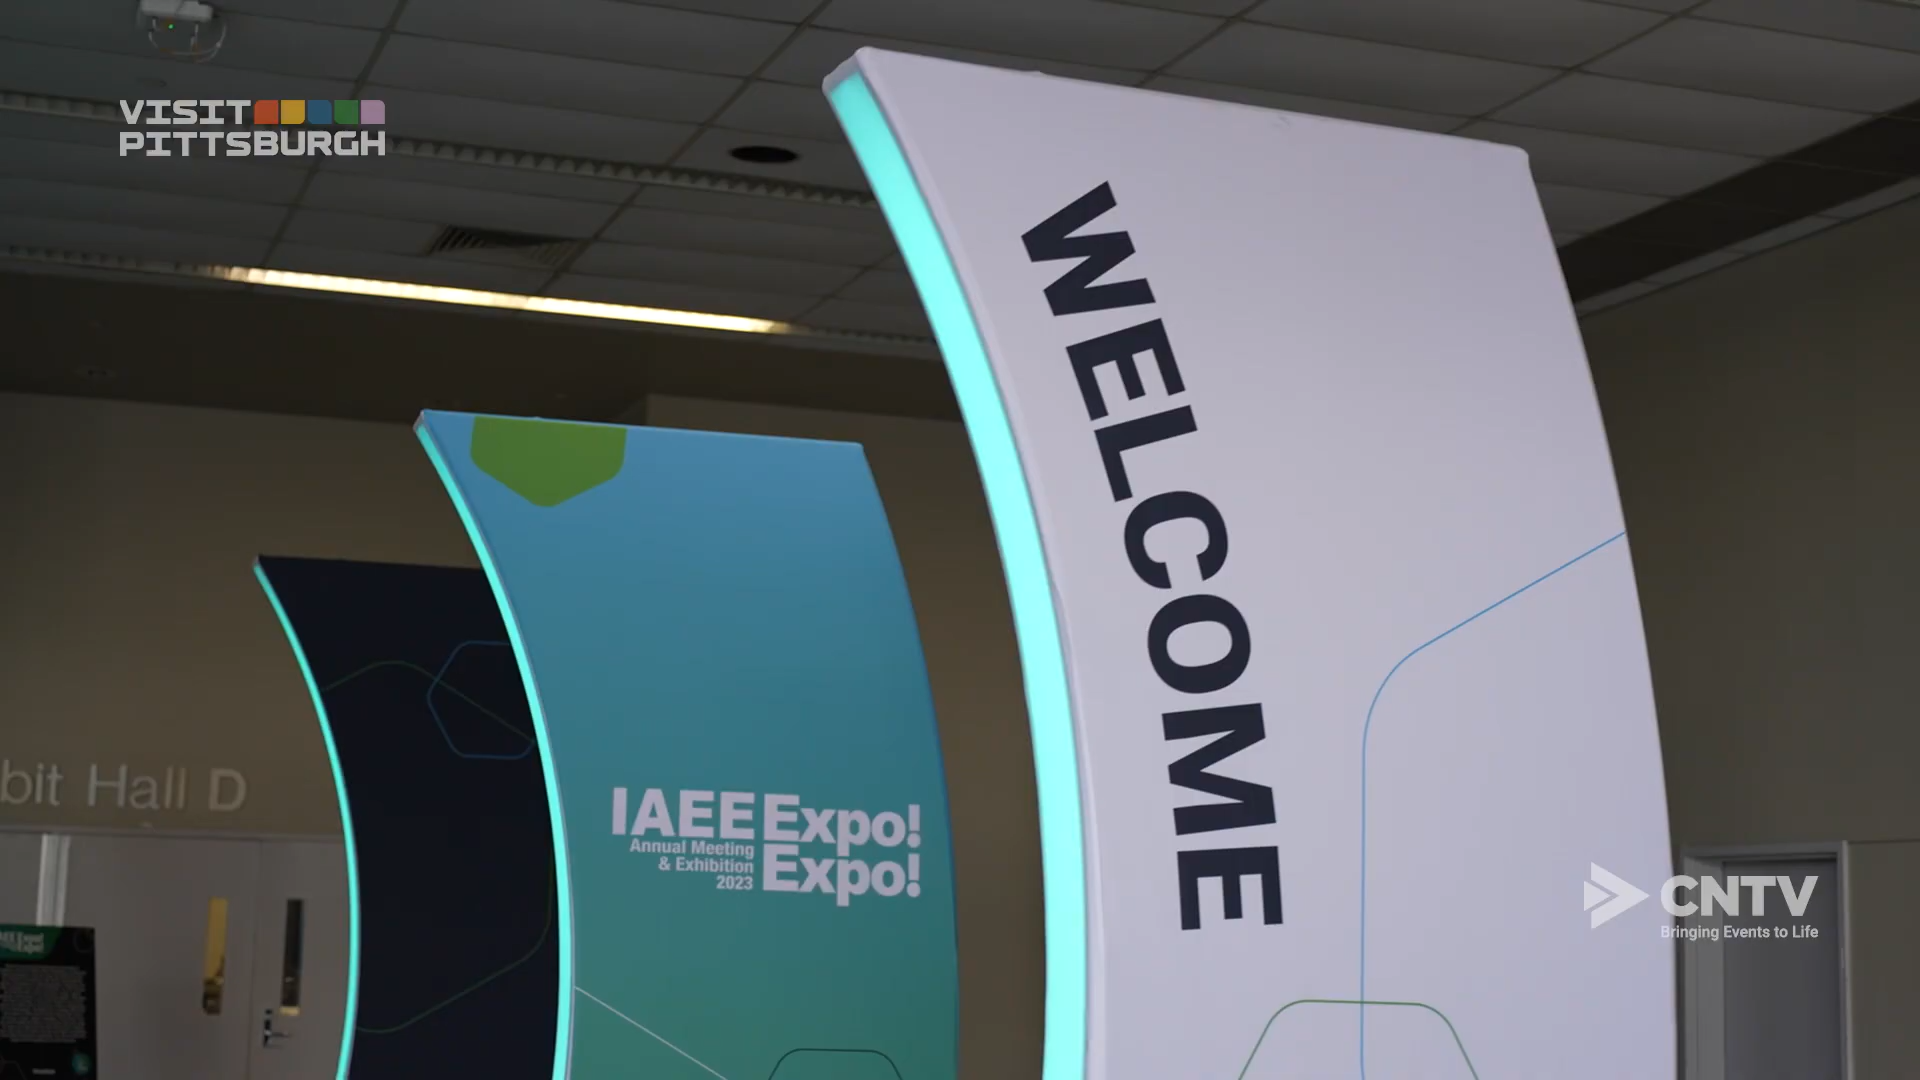 VISIT
PITTSBURGH
WELCOME
IAEE Expo!
Expo!
Annual Meeting
& Exhibition
2023
bit Hall D
CNTV
Bringing Events to Life